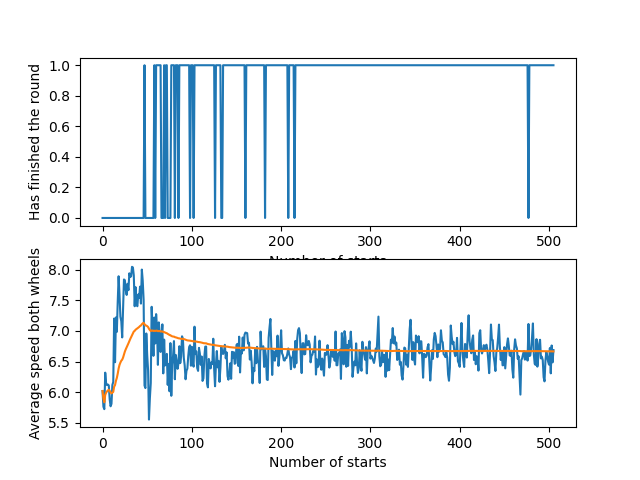 Has finished the round
1.0
0.8
0.6
0.4
0.2
0.0
0 100 200 300 400 500
Number of starts
Average speed both wheels
8.0
7.5
7.0
6.5
6.0
5.5
0 100 200 300 400 500
Number of starts